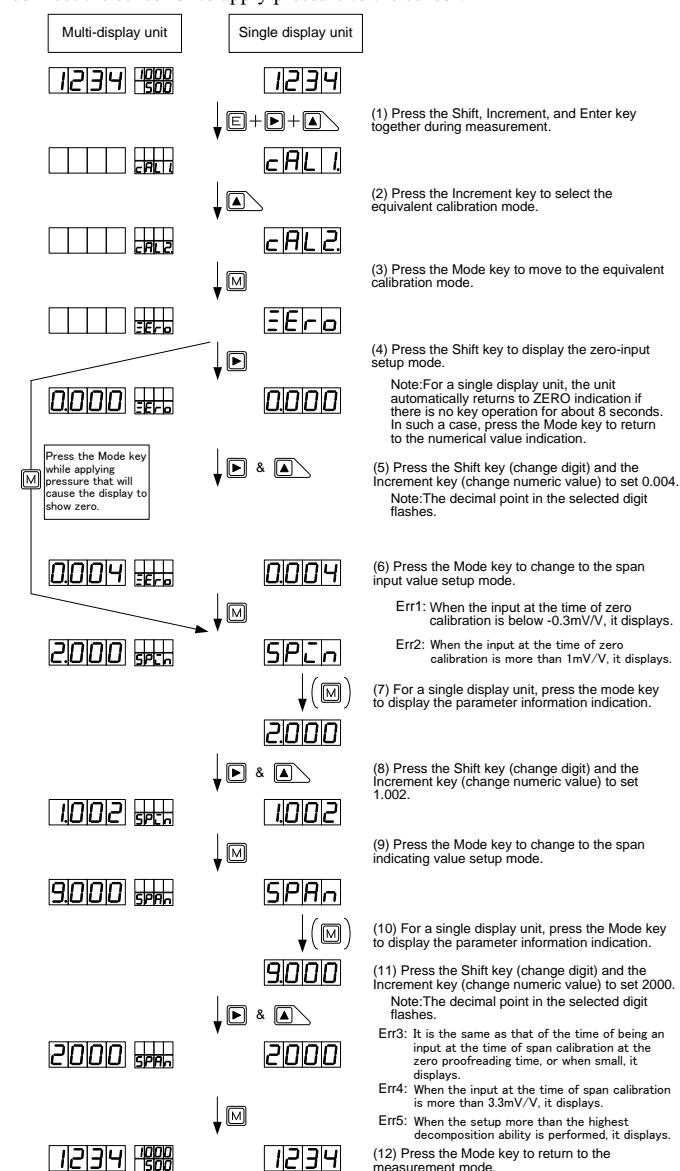 Multi-display unit Single display unit
1234 1000 500 1234
E + ▶ + ▲
(1) Press the Shift, Increment, and Enter key
together during measurement.
cAL1. cAL1.
▲
(2) Press the Increment key to select the
equivalent calibration mode.
cAL2. cAL2.
M
(3) Press the Mode key to move to the equivalent
calibration mode.
ZEro ZEro
▶
(4) Press the Shift key to display the zero-input
setup mode.
Note:For a single display unit, the unit
automatically returns to ZERO indication if
there is no key operation for about 8 seconds.
In such a case, press the Mode key to return
to the numerical value indication.
0.000 ZEro 0.000
M
Press the Mode key
while applying
pressure that will
cause the display to
show zero.
▶ & ▲
(5) Press the Shift key (change digit) and the
Increment key (change numeric value) to set 0.004.
Note:The decimal point in the selected digit
flashes.
0.004 ZEro 0.004
(6) Press the Mode key to change to the span
input value setup mode.
M
Err1: When the input at the time of zero
calibration is below -0.3mV/V, it displays.
Err2: When the input at the time of zero
calibration is more than 1mV/V, it displays.
2.000 SPin SPin
(M)
(7) For a single display unit, press the mode key
to display the parameter information indication.
2.000
▶ & ▲
(8) Press the Shift key (change digit) and the
Increment key (change numeric value) to set
1.002.
1.002 SPin 1.002
M
(9) Press the Mode key to change to the span
indicating value setup mode.
9.000 SPAn SPAn
(M)
(10) For a single display unit, press the Mode key
to display the parameter information indication.
9.000
(11) Press the Shift key (change digit) and the
Increment key (change numeric value) to set 2000.
Note:The decimal point in the selected digit
flashes.
▶ & ▲
2000 SPAn 2000
Err3: It is the same as that of the time of being an
input at the time of span calibration at the
zero proofreading time, or when small, it
displays.
Err4: When the input at the time of span calibration
is more than 3.3mV/V, it displays.
M
Err5: When the setup more than the highest
decomposition ability is performed, it displays.
1234 1000 500 1234
(12) Press the Mode key to return to the
measurement mode.